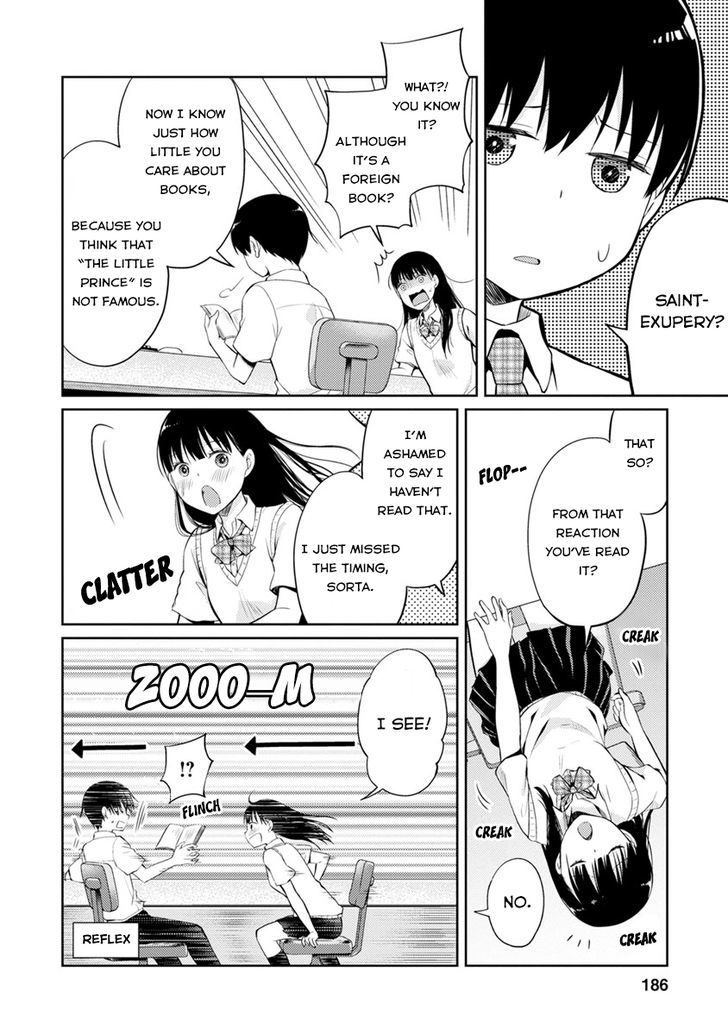 SAINT-
EXUPERY?
WHAT?!
YOU KNOW
IT?
ALTHOUGH
IT'S A
FOREIGN
BOOK?
NOW I KNOW
JUST HOW
LITTLE YOU
CARE ABOUT
BOOKS,
BECAUSE YOU
THINK THAT
"THE LITTLE
PRINCE" IS
NOT FAMOUS.
THAT
SO?
FROM THAT
REACTION
YOU'VE READ
IT?
FLOP--
CREAK
CREAK
CREAK
CREAK
NO.
I'M
ASHAMED
TO SAY I
HAVEN'T
READ THAT.
I JUST MISSED
THE TIMING,
SORTA.
CLATTER
I SEE!
ZOOO—M
!?
FLINCH
REFLEX
186